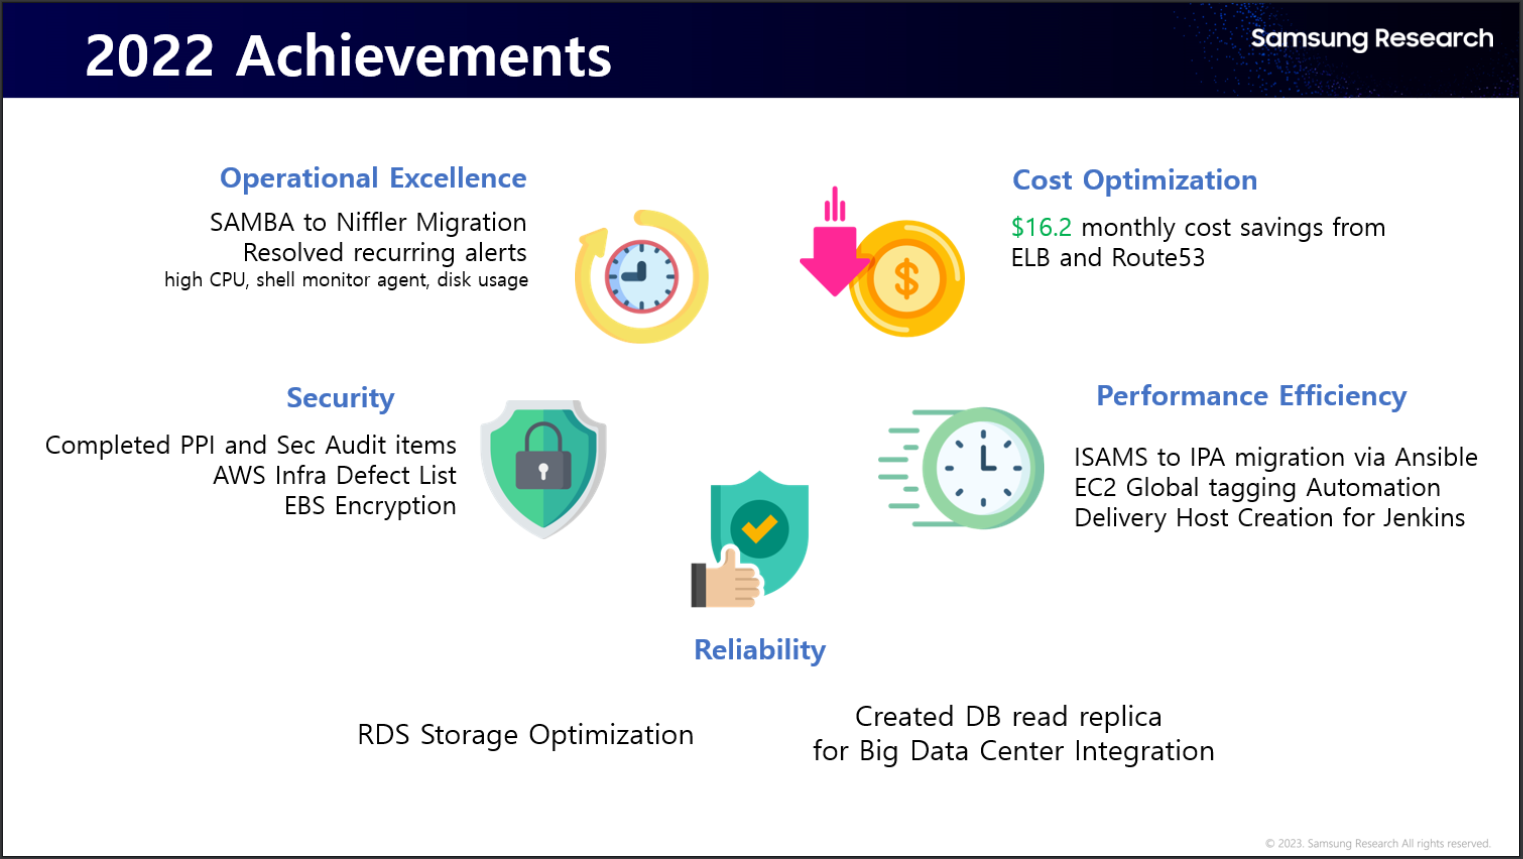 2022 Achievements
Samsung Research
Operational Excellence
SAMBA to Niffler Migration
Resolved recurring alerts
high CPU, shell monitor agent, disk usage
Cost Optimization
$16.2 monthly cost savings from
ELB and Route53
$
Security
Completed PPI and Sec Audit items
AWS Infra Defect List
EBS Encryption
Performance Efficiency
ISAMS to IPA migration via Ansible
EC2 Global tagging Automation
Delivery Host Creation for Jenkins
Reliability
RDS Storage Optimization
Created DB read replica
for Big Data Center Integration
© 2023. Samsung Research All rights reserved.